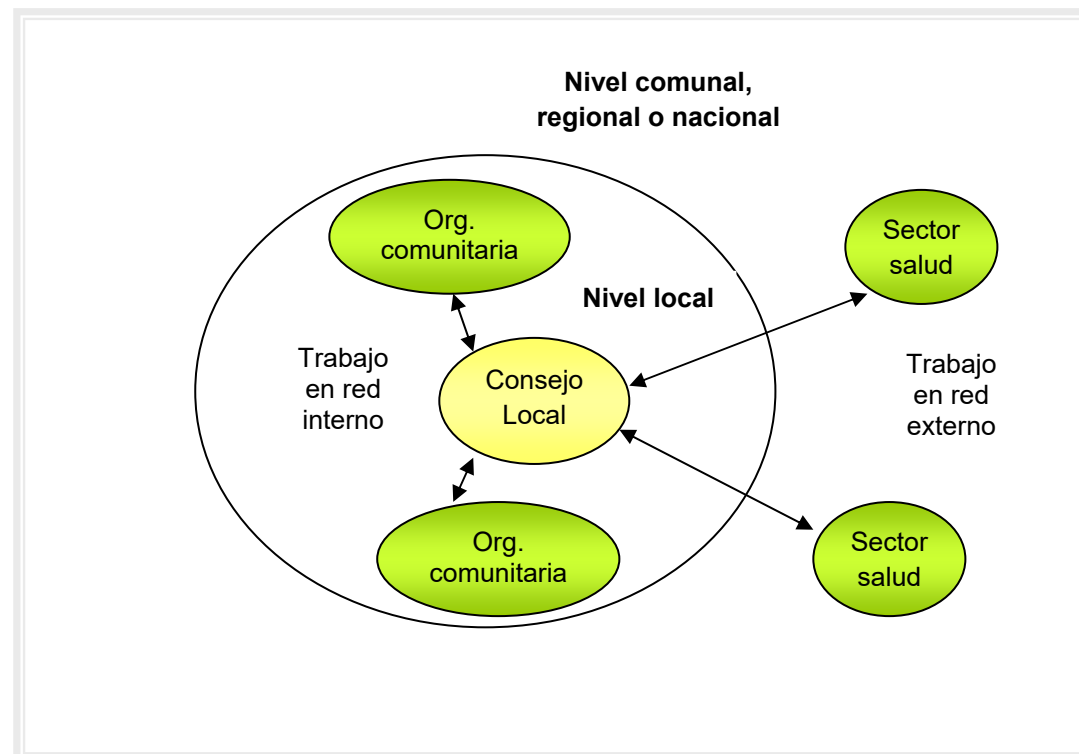 Nivel comunal,
regional o nacional
Org.
comunitaria
Sector
salud
Nivel local
Trabajo
en red
interno
Consejo
Local
Trabajo
en red
externo
Org.
comunitaria
Sector
salud